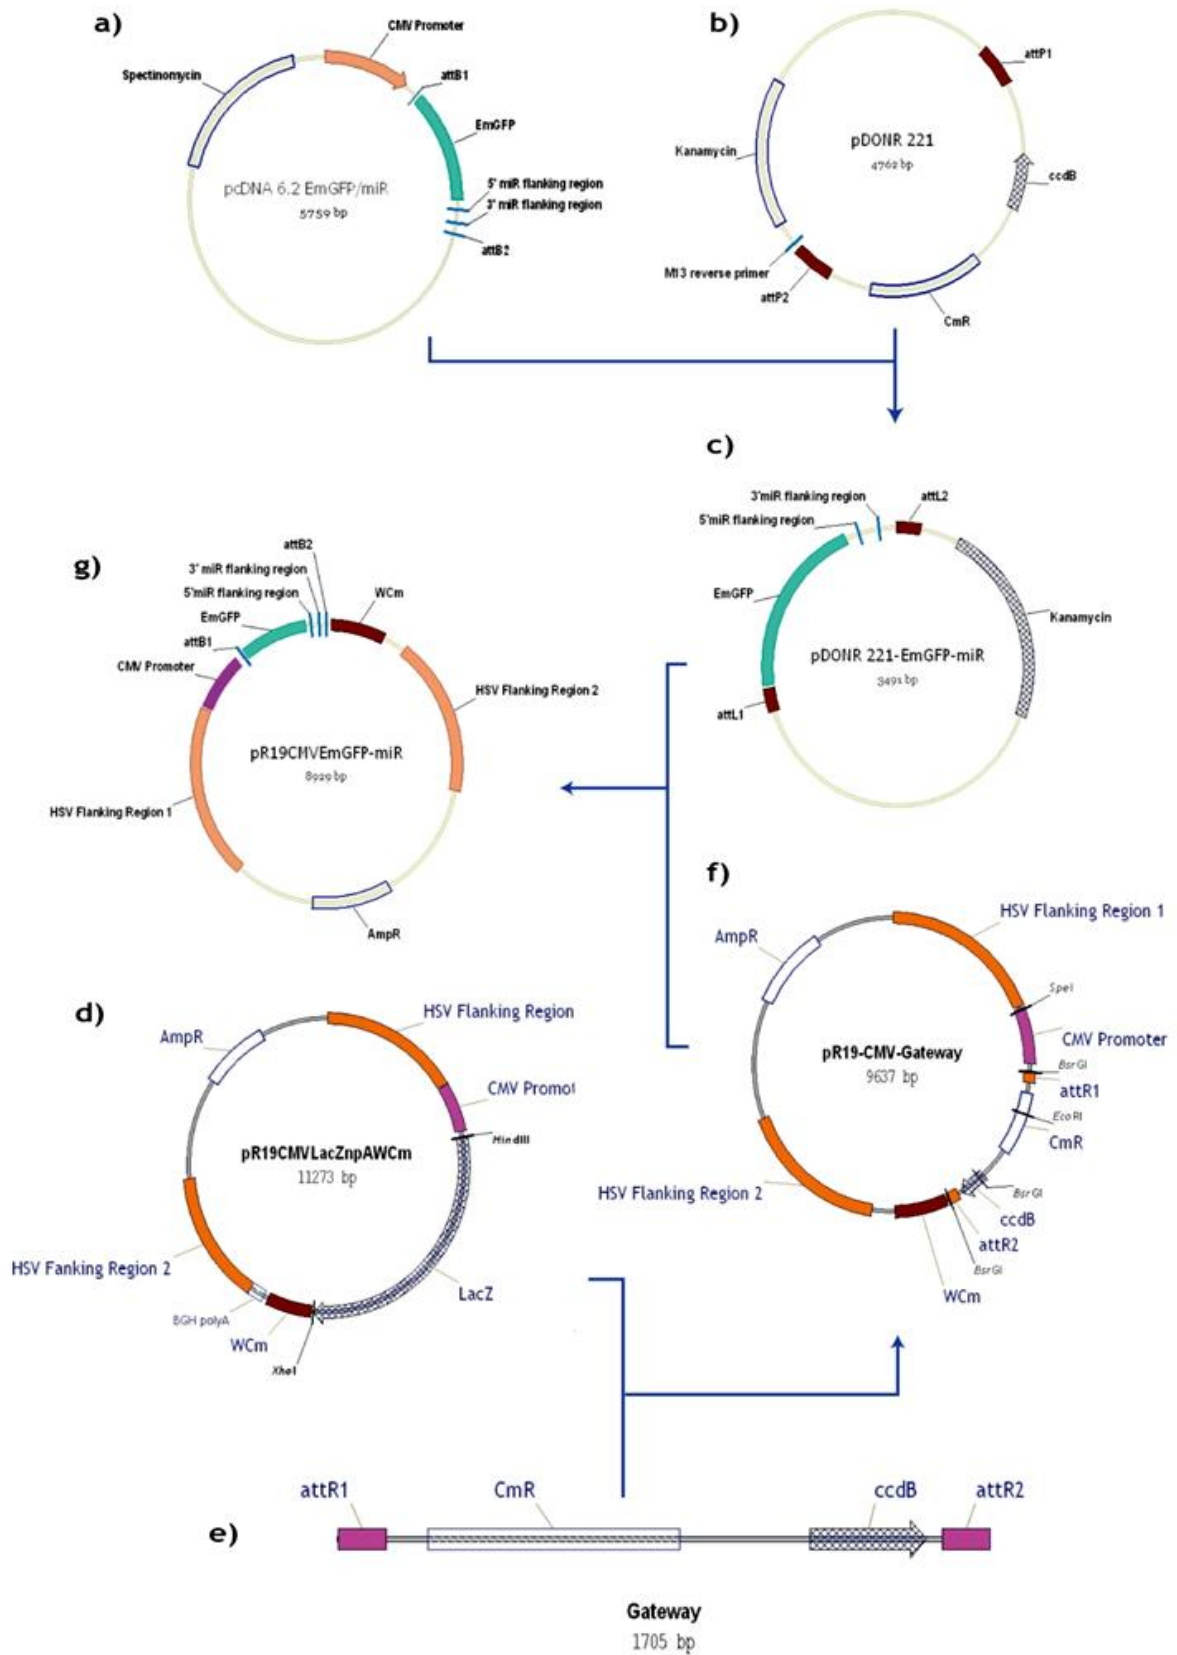 a)
CMV Promoter
Spectinomycin
attB1
EmGFP
pcDNA 6.2 EmGFP/miR
5759 bp
5' miR flanking region
3' miR flanking region
attB2
b)
attP1
Kanamycin
pDONR 221
4762 bp
ccdB
M13 reverse primer
attP2
CmR
c)
3'miR flanking region
attL2
5'miR flanking region
EmGFP
Kanamycin
pDONR 221-EmGFP-miR
3491 bp
attL1
g)
attB2
3' miR flanking region
5'miR flanking region
WCm
EmGFP
attB1
CMV Promoter
HSV Flanking Region 2
pR19CMVEmGFP-miR
8929 bp
HSV Flanking Region 1
AmpR
f)
HSV Flanking Region 1
AmpR
SpeI
CMV Promoter
pR19-CMV-Gateway
9637 bp
BsrGI
attR1
EcoRI
CmR
HSV Flanking Region 2
BsrGI
ccdB
attR2
BsrGI
WCm
d)
HSV Flanking Region
AmpR
CMV Promot
HindIII
pR19CMVLacZnpAWCm
11273 bp
HSV Fanking Region 2
LacZ
BGH polyA
WCm
XhoI
e)
attR1
CmR
ccdB
attR2
Gateway
1705 bp